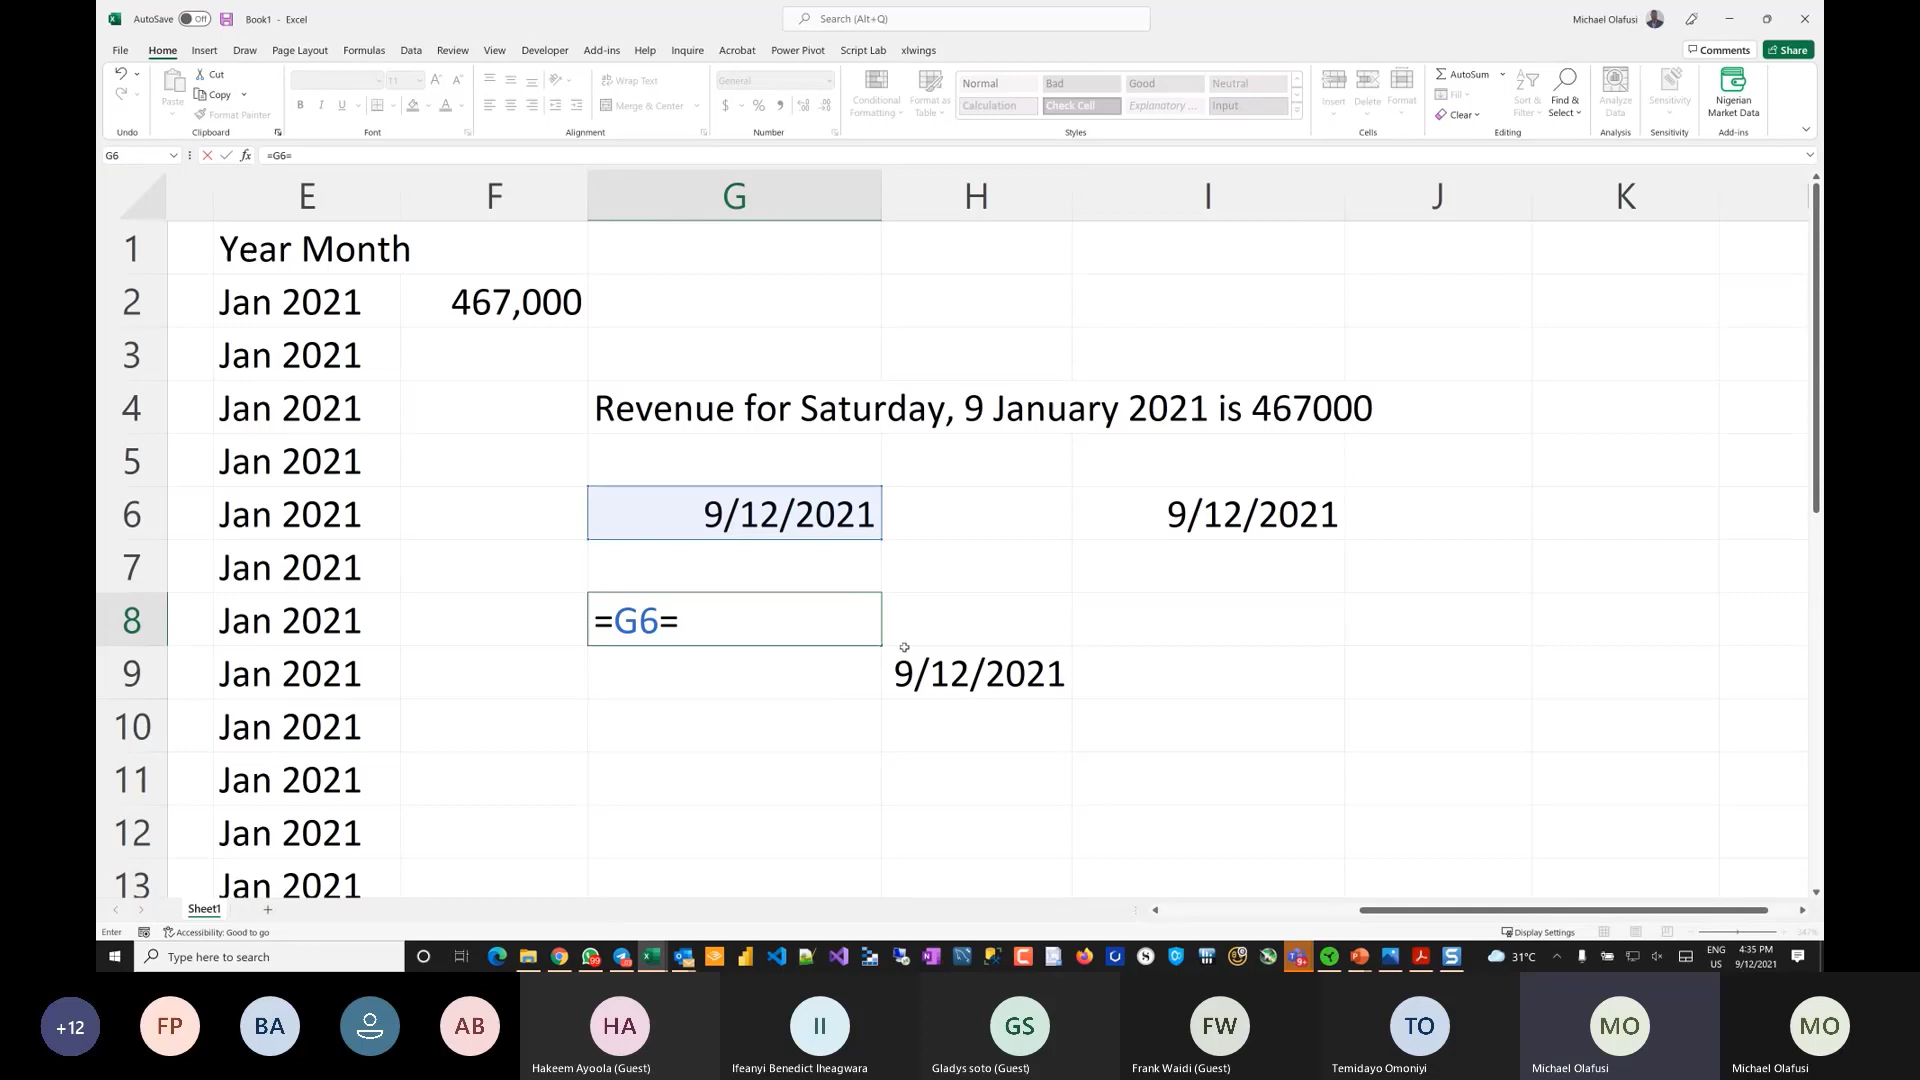 AutoSave Off Book1 - Excel Search (Alt+Q) Michael Olafusi
File Home Insert Draw Page Layout Formulas Data Review View Developer Add-ins Help Inquire Acrobat Power Pivot Script Lab xlwings Comments Share
Undo
Paste Cut
Copy
Format Painter
Clipboard
11
B I U
Font
Wrap Text
Merge & Center
Alignment
General
$ %
Number
Conditional Formatting
Format as Table
Normal Bad Good Neutral
Calculation Check Cell Explanatory ... Input
Styles
Insert Delete Format
Cells
AutoSum
Fill
Clear
Sort & Filter
Find & Select
Editing
Analyze Data
Analysis
Sensitivity
Sensitivity
Nigerian Market Data
Add-ins
G6 fx =G6=
E F G H I J K
1 Year Month
2 Jan 2021 467,000
3 Jan 2021
4 Jan 2021 Revenue for Saturday, 9 January 2021 is 467000
5 Jan 2021
6 Jan 2021 9/12/2021 9/12/2021
7 Jan 2021
8 Jan 2021 =G6=
9 Jan 2021 9/12/2021
10 Jan 2021
11 Jan 2021
12 Jan 2021
13 Jan 2021
Sheet1
Enter Accessibility: Good to go Display Settings 347%
Type here to search 31°C ENG US 4:35 PM 9/12/2021
+12 FP BA AB HA II GS FW TO MO MO
Hakeem Ayoola (Guest) Ifeanyi Benedict Iheagwara Gladys soto (Guest) Frank Waidi (Guest) Temidayo Omoniyi Michael Olafusi Michael Olafusi